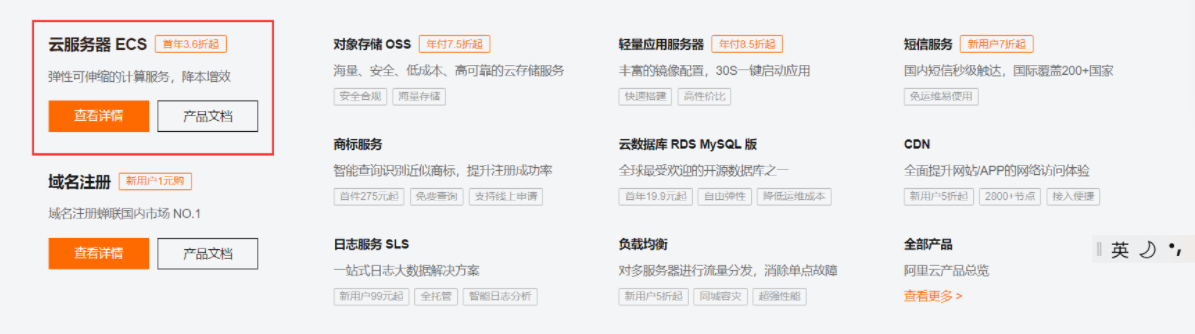 云服务器 ECS 首年3.6折起
弹性可伸缩的计算服务，降本增效
查看详情 产品文档
域名注册 新用户1元购
域名注册蝉联国内市场 NO.1
查看详情 产品文档
对象存储 OSS 年付7.5折起
海量、安全、低成本、高可靠的云存储服务
安全合规 海量存储
商标服务
智能查询识别近似商标，提升注册成功率
首件275元起 免费查询 支持线上申请
日志服务 SLS
一站式日志大数据解决方案
新用户99元起 全托管 智能日志分析
轻量应用服务器 年付8.5折起
丰富的镜像配置，30S一键启动应用
快速搭建 高性价比
云数据库 RDS MySQL 版
全球最受欢迎的开源数据库之一
首年19.9元起 自由弹性 降低运维成本
负载均衡
对多服务器进行流量分发，消除单点故障
新用户5折起 同城容灾 超强性能
短信服务 新用户7折起
国内短信秒级触达，国际覆盖200+国家
免运维易使用
CDN
全面提升网站/APP的网络访问体验
新用户5折起 2800+节点 接入便捷
全部产品
阿里云产品总览
查看更多 >
英